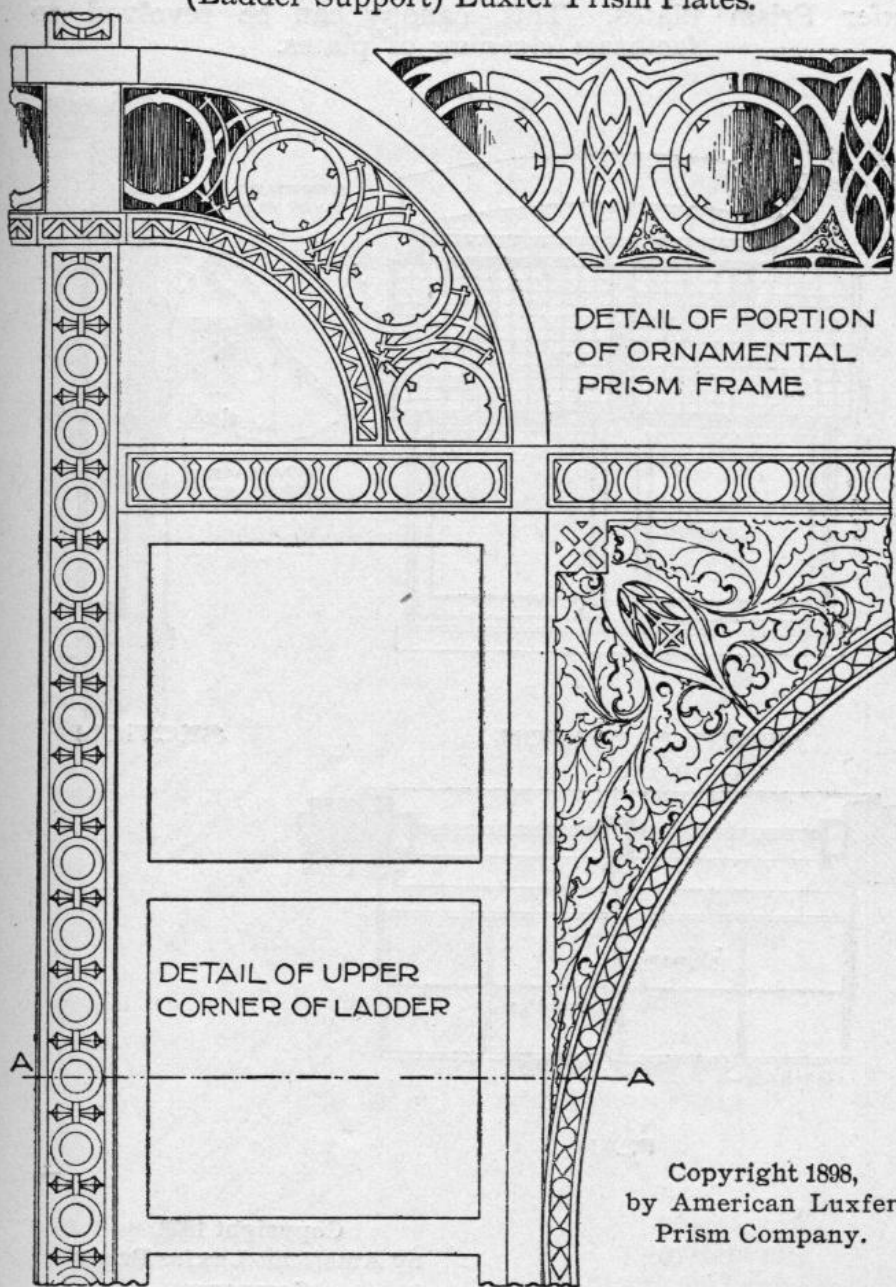 (Ladder Support) Luxfer Prism Plates.
DETAIL OF PORTION
OF ORNAMENTAL
PRISM FRAME
DETAIL OF UPPER
CORNER OF LADDER
A
A
Copyright 1898,
by American Luxfer
Prism Company.